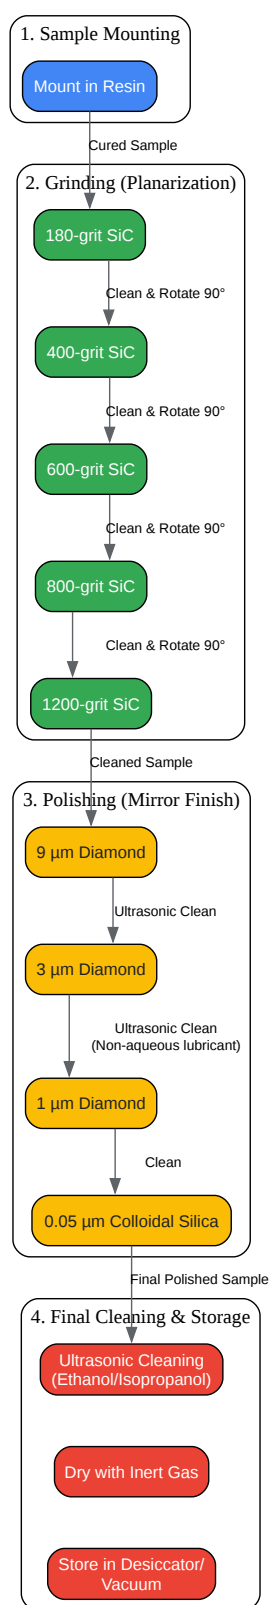 1. Sample Mounting
Mount in Resin
Cured Sample
2. Grinding (Planarization)
180-grit SiC
Clean & Rotate 90°
400-grit SiC
Clean & Rotate 90°
600-grit SiC
Clean & Rotate 90°
800-grit SiC
Clean & Rotate 90°
1200-grit SiC
Cleaned Sample
3. Polishing (Mirror Finish)
9 µm Diamond
Ultrasonic Clean
3 µm Diamond
Ultrasonic Clean
(Non-aqueous lubricant)
1 µm Diamond
Clean
0.05 µm Colloidal Silica
Final Polished Sample
4. Final Cleaning & Storage
Ultrasonic Cleaning
(Ethanol/Isopropanol)
Dry with Inert Gas
Store in Desiccator/
Vacuum